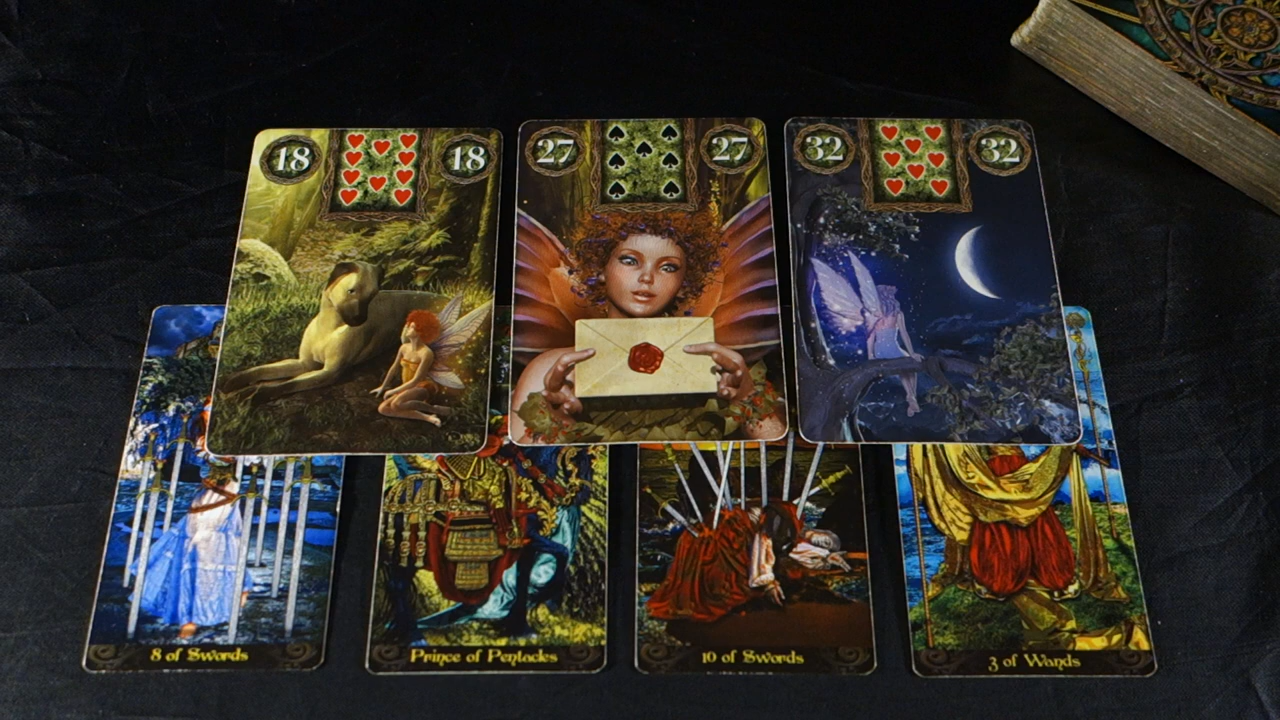 18 18
27 27
32 32
8 of Swords
Prince of Pentacles
10 of Swords
3 of Wands